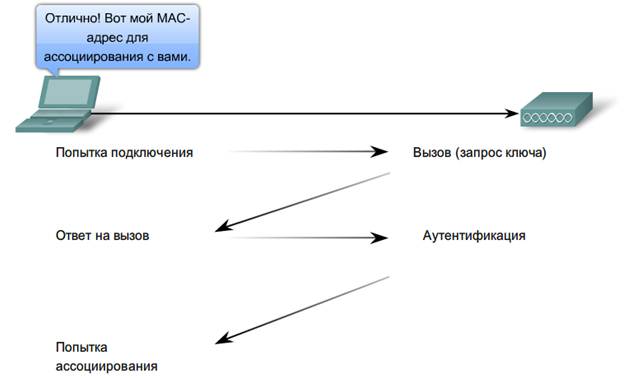 Отлично! Вот мой MAC-
адрес для
ассоциирования с вами.
Попытка подключения
Вызов (запрос ключа)
Ответ на вызов
Аутентификация
Попытка
ассоциирования